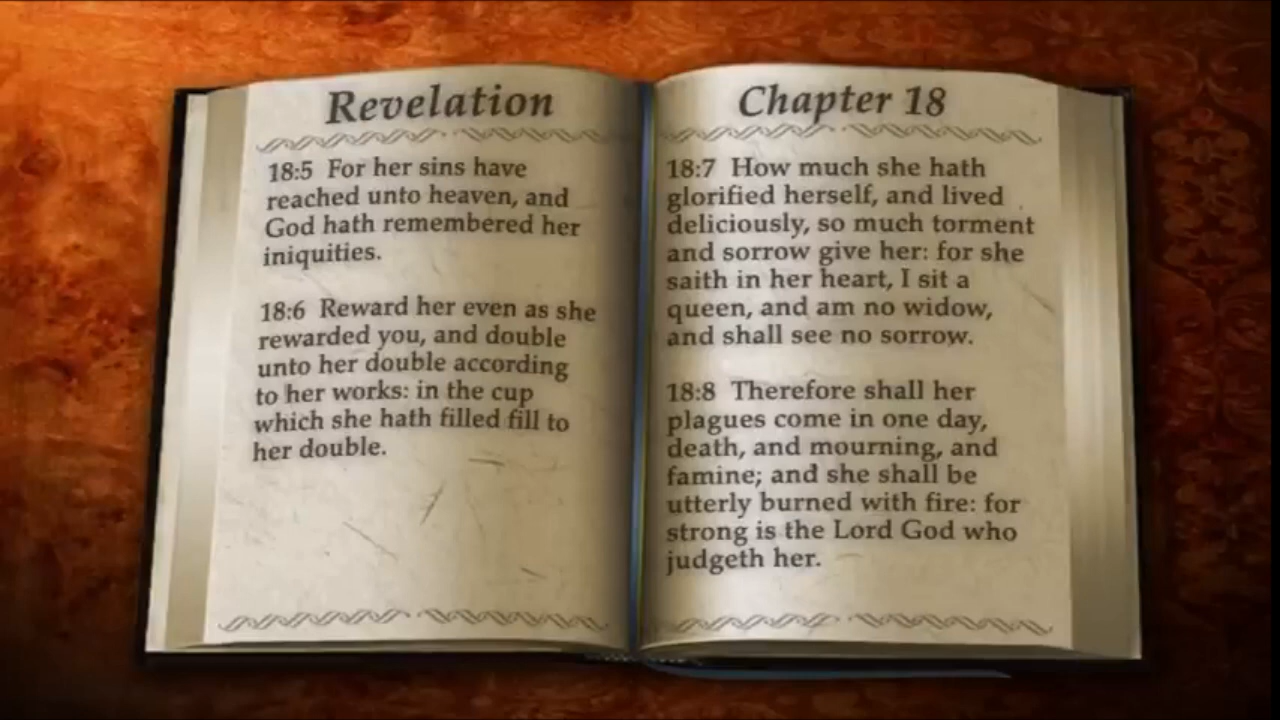 Revelation
18:5 For her sins have
reached unto heaven, and
God hath remembered her
iniquities.
18:6 Reward her even as she
rewarded you, and double
unto her double according
to her works: in the cup
which she hath filled fill to
her double.
Chapter 18
18:7 How much she hath
glorified herself, and lived
deliciously, so much torment
and sorrow give her: for she
saith in her heart, I sit a
queen, and am no widow,
and shall see no sorrow.
18:8 Therefore shall her
plagues come in one day,
death, and mourning, and
famine; and she shall be
utterly burned with fire: for
strong is the Lord God who
judgeth her.